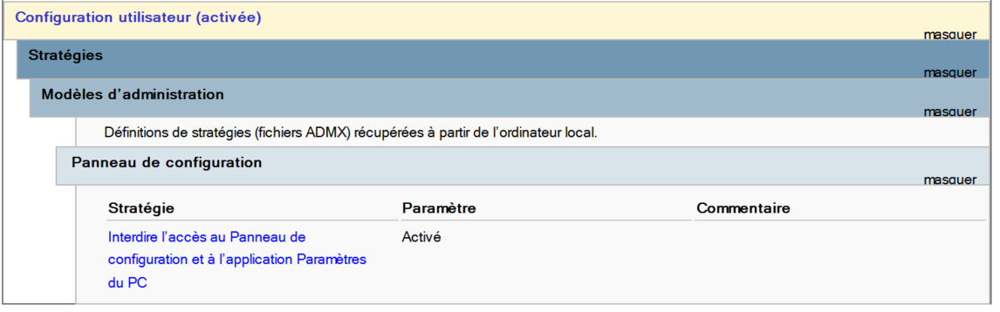 Configuration utilisateur (activée)
masquer
Stratégies
masquer
Modèles d’administration
masquer
Définitions de stratégies (fichiers ADMX) récupérées à partir de l’ordinateur local.
Panneau de configuration
masquer
Stratégie Paramètre Commentaire
Interdire l’accès au Panneau de Activé
configuration et à l’application Paramètres
du PC